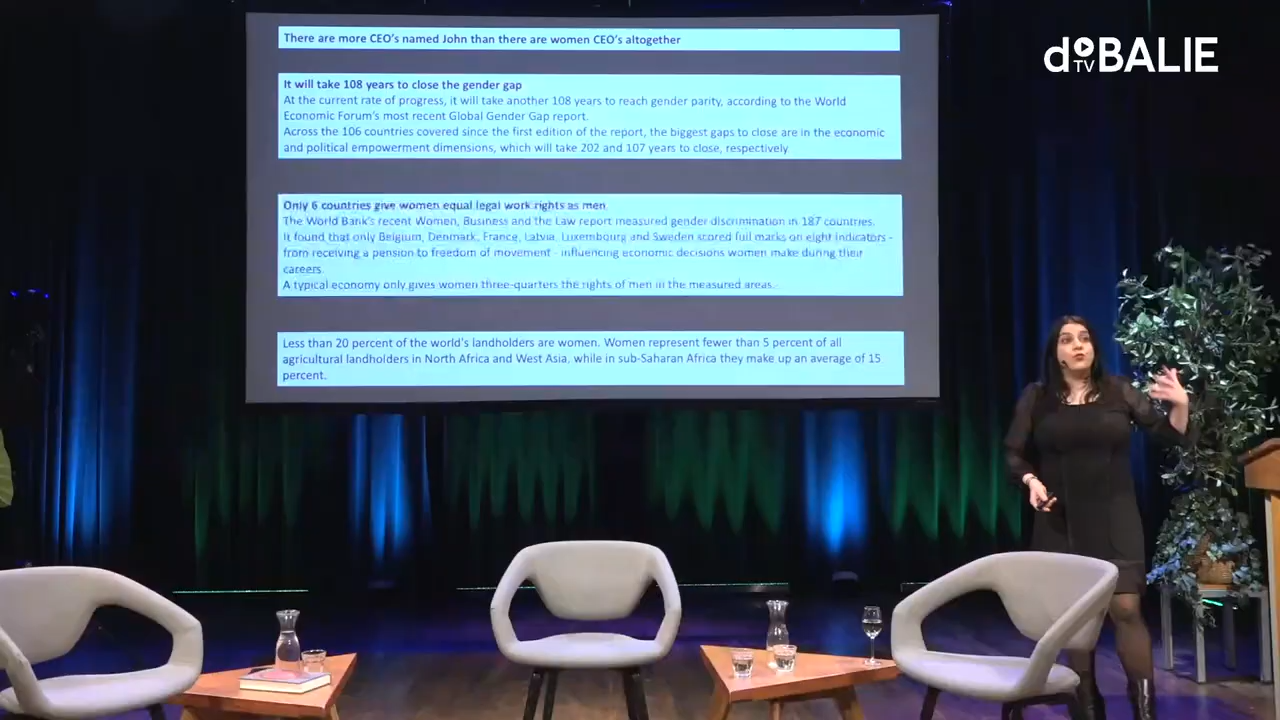 There are more CEO's named John than there are women CEO's altogether
It will take 108 years to close the gender gap
At the current rate of progress, it will take another 108 years to reach gender parity, according to the World
Economic Forum's most recent Global Gender Gap report.
Across the 106 countries covered since the first edition of the report, the biggest gaps to close are in the economic
and political empowerment dimensions, which will take 202 and 107 years to close, respectively
Only 6 countries give women equal legal work rights as men
The World Bank's recent Women, Business and the Law report measured gender discrimination in 187 countries.
It found that only Belgium, Denmark, France, Latvia, Luxembourg and Sweden scored full marks on eight indicators -
from receiving a pension to freedom of movement - influencing economic decisions women make during their
careers.
A typical economy only gives women three-quarters the rights of men in the measured areas.
Less than 20 percent of the world's landholders are women. Women represent fewer than 5 percent of all
agricultural landholders in North Africa and West Asia, while in sub-Saharan Africa they make up an average of 15
percent.
deBALIE
TV